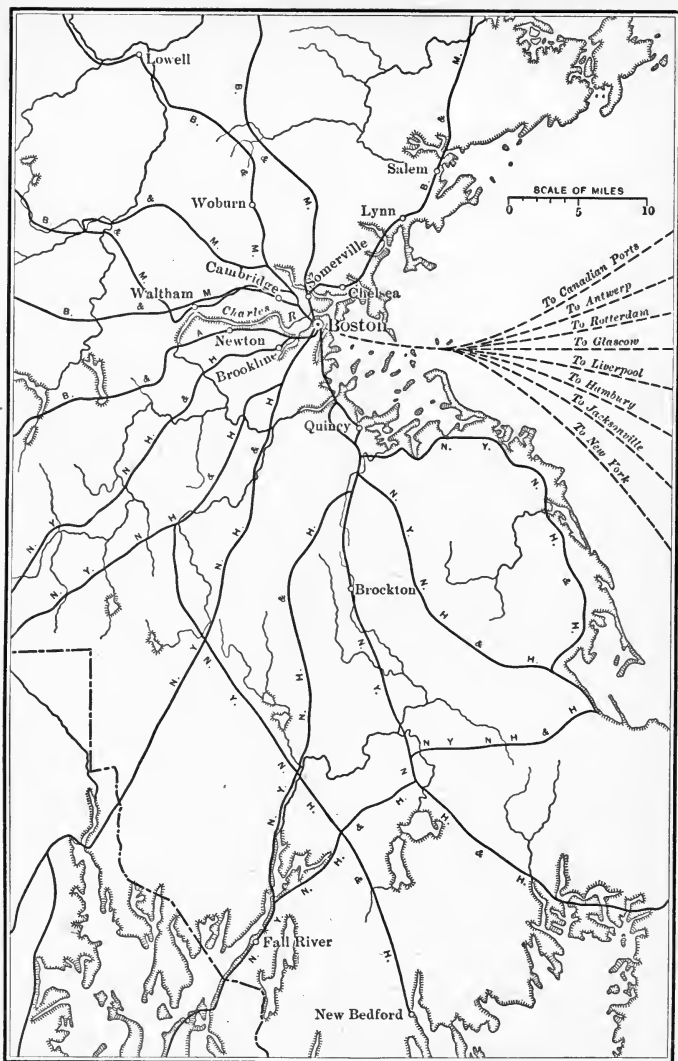 Lowell
B. & M.
B. & M.
M. & B.
Salem
SCALE OF MILES
0 5 10
Woburn
Lynn
B. & M.
Somerville
Cambridge
Chelsea
Waltham
B. & M.
Charles R.
Boston
Newton
B. & A.
Brookline
To Canadian Ports
To Antwerp
To Rotterdam
To Glascow
To Liverpool
To Hamburg
To Jacksonville
To New York
Quincy
N. Y. N. H. & H.
N. Y. N. H. & H.
N. Y. N. H. & H.
N. Y. N. H. & H.
N. Y. N. H. & H.
Brockton
N. Y. N. H. & H.
N Y N H & H
N. Y. N. H. & H.
N. Y. N. H. & H.
Fall River
New Bedford